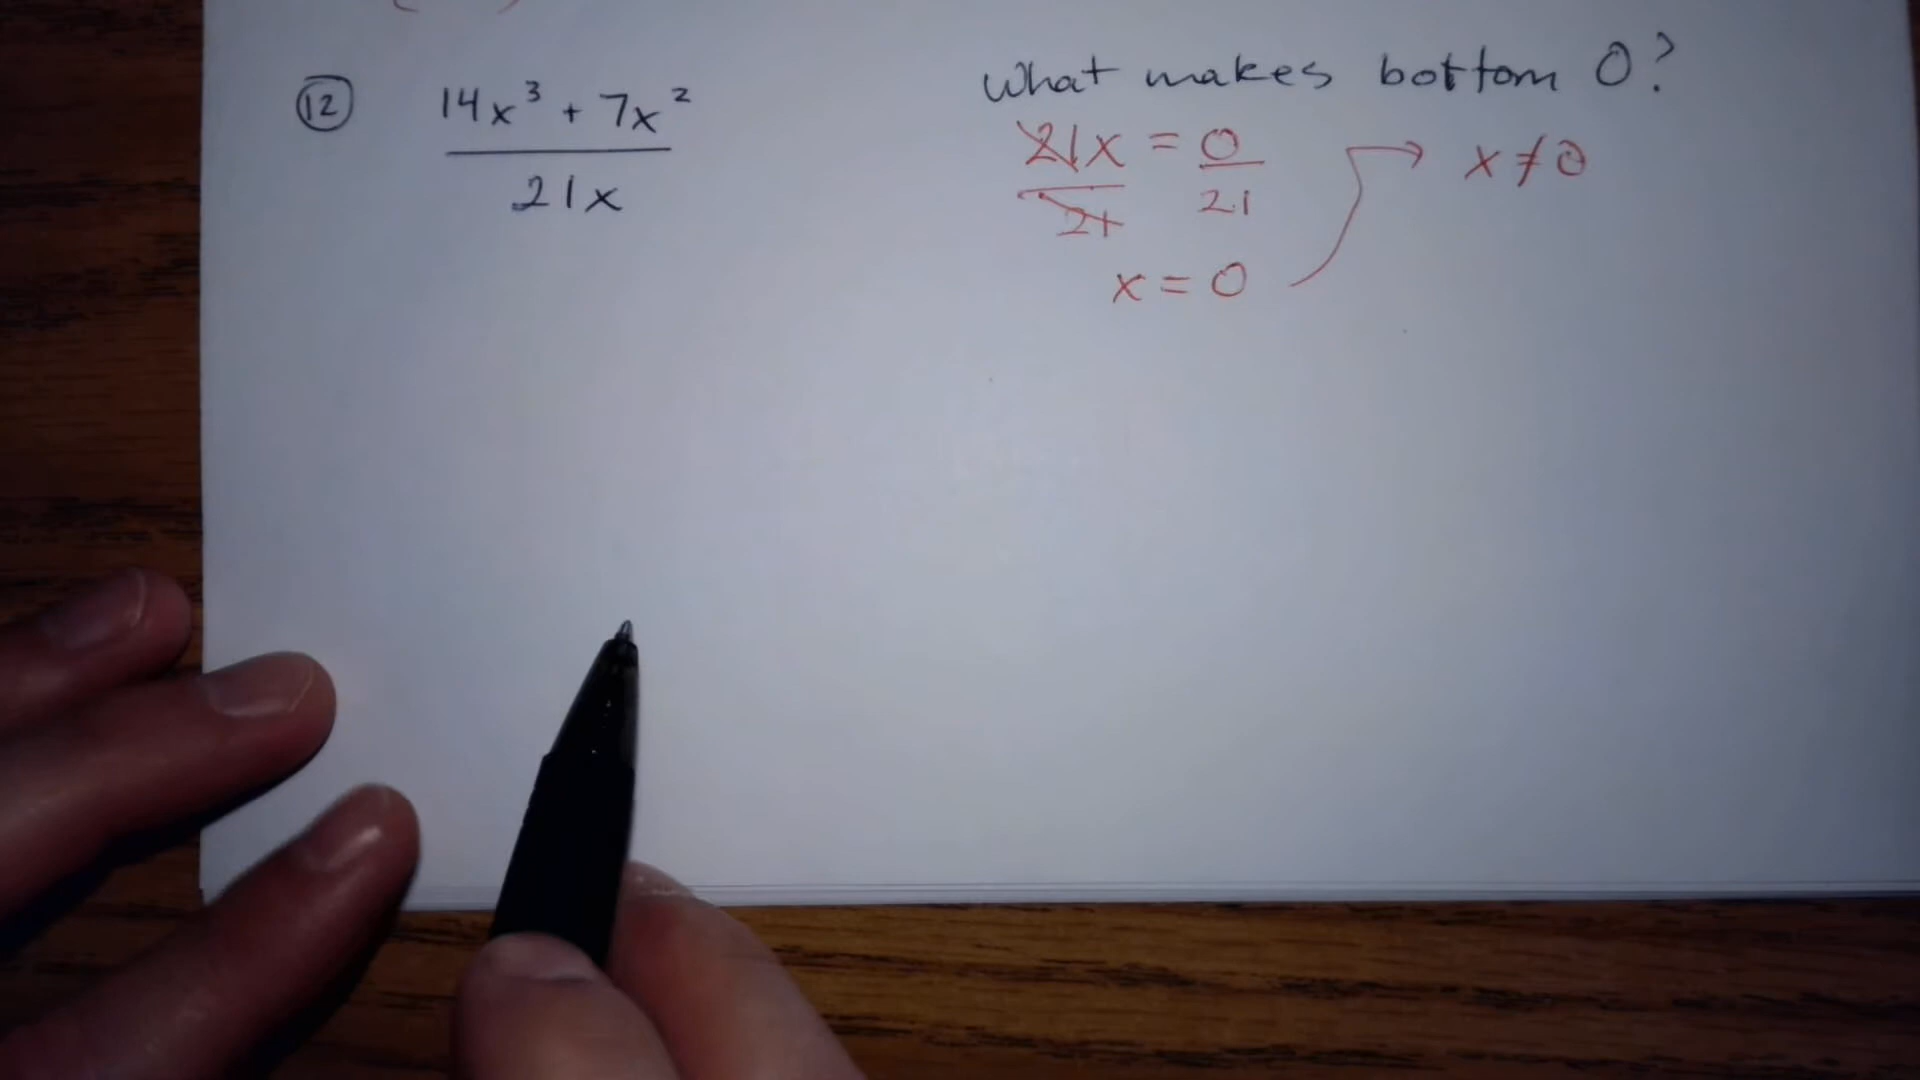 ⑫ 14x³ + 7x²
21x
What makes bottom 0?
21x = 0
21 21
x = 0
x ≠ 0